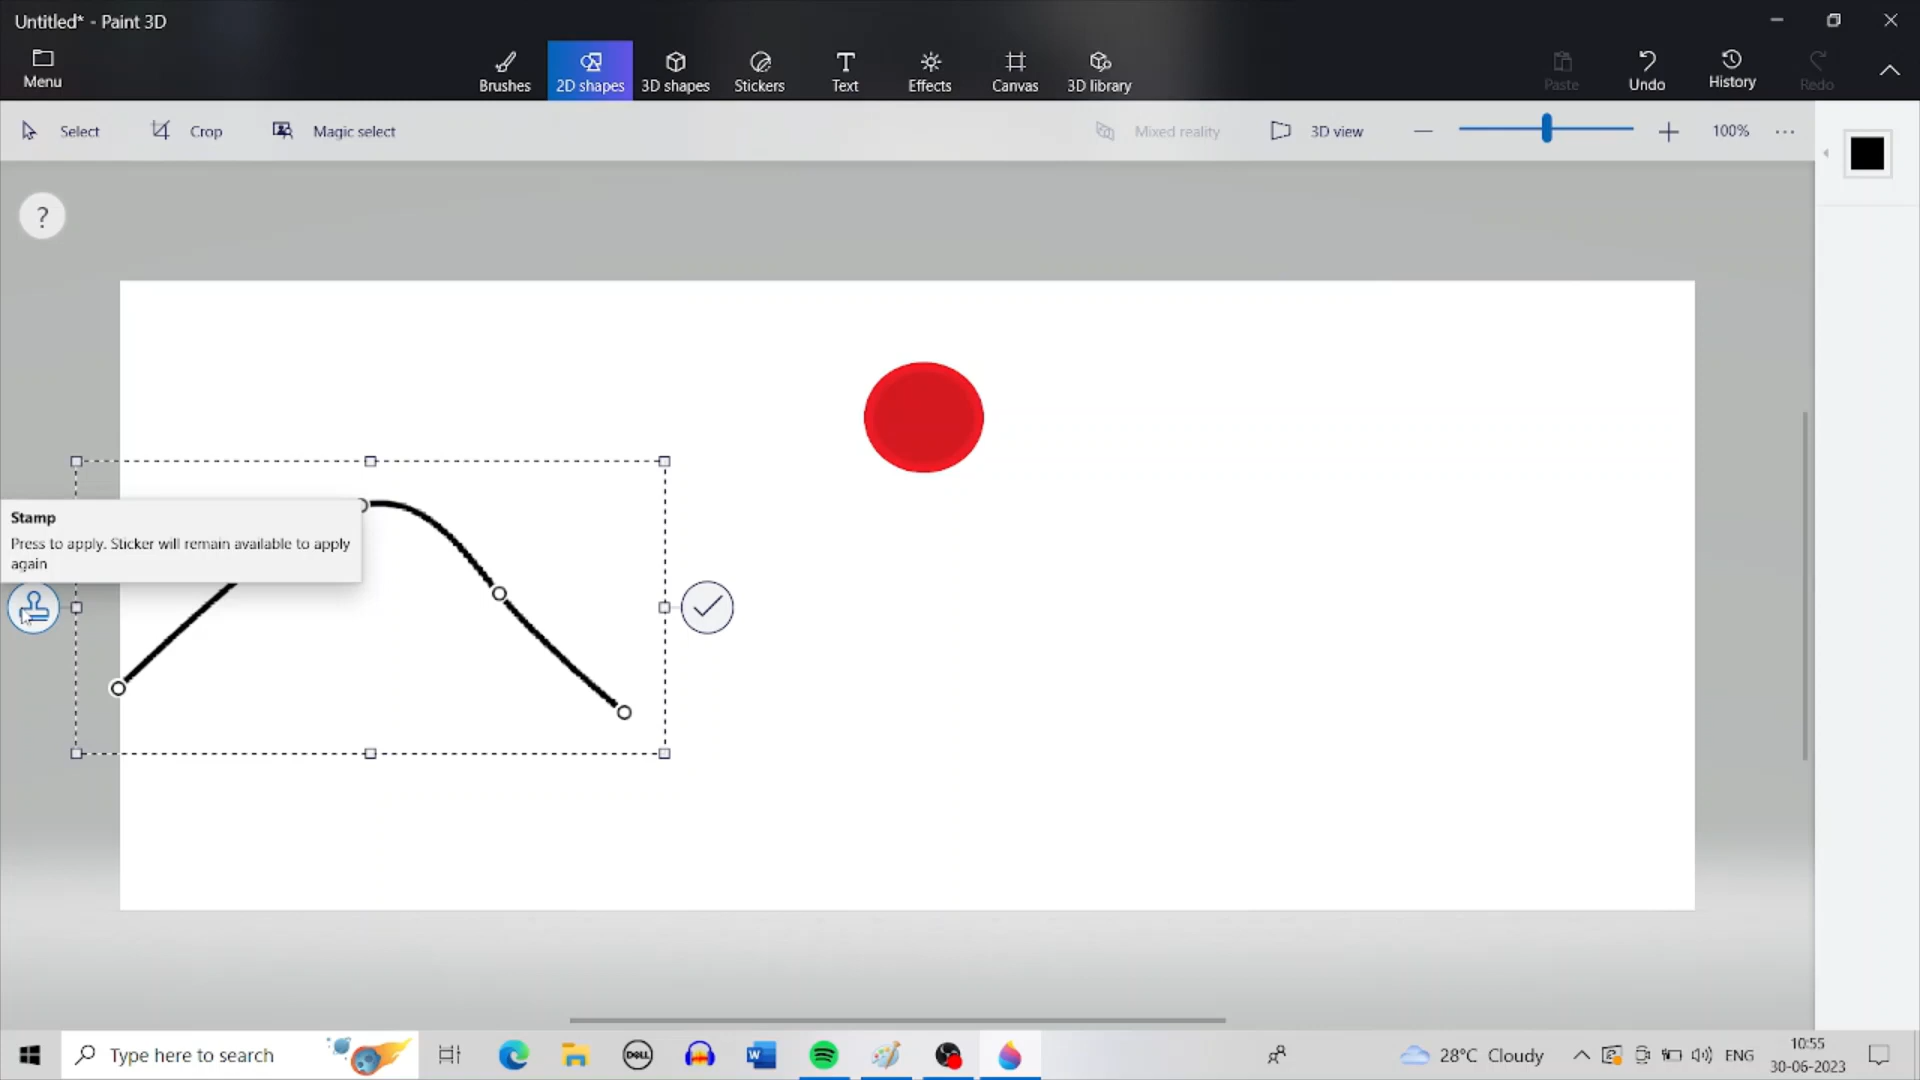 Untitled* - Paint 3D
Menu
Brushes
2D shapes
3D shapes
Stickers
Text
Effects
Canvas
3D library
Paste
Undo
History
Redo
Select
Crop
Magic select
Mixed reality
3D view
100%
?
Stamp
Press to apply. Sticker will remain available to apply
again
Type here to search
DELL
W
28°C Cloudy
ENG
10:55
30-06-2023